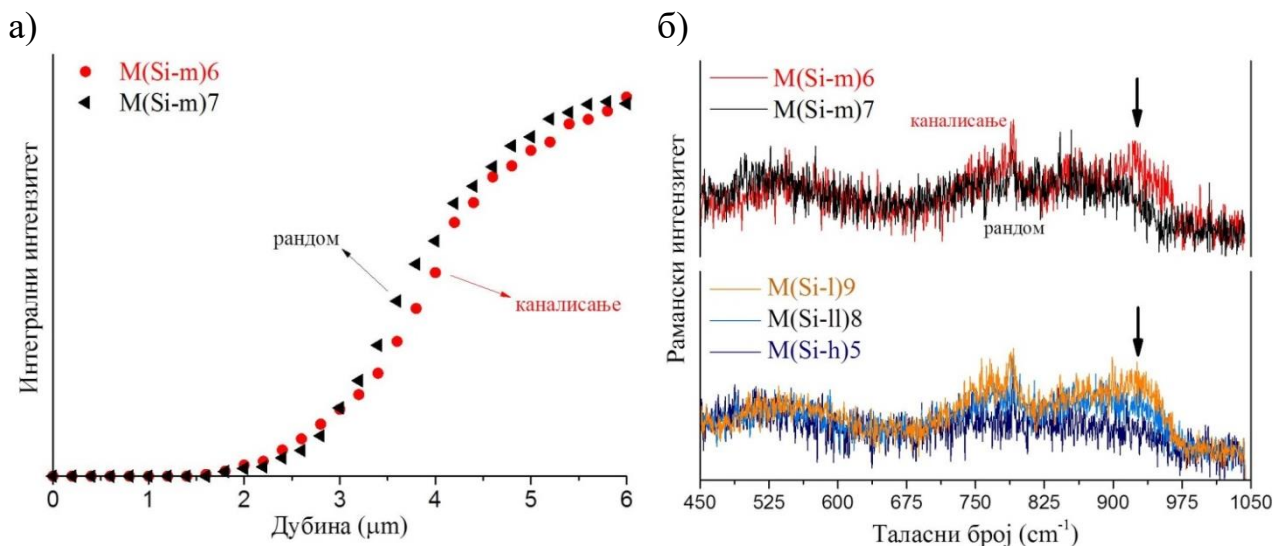 а)
M(Si-m)6
M(Si-m)7
рандом
каналисање
Интегрални интензитет
0 1 2 3 4 5 6
Дубина (µm)
б)
M(Si-m)6
M(Si-m)7
каналисање
рандом
M(Si-l)9
M(Si-ll)8
M(Si-h)5
Рамански интензитет
450 525 600 675 750 825 900 975 1050
Таласни број (cm⁻¹)